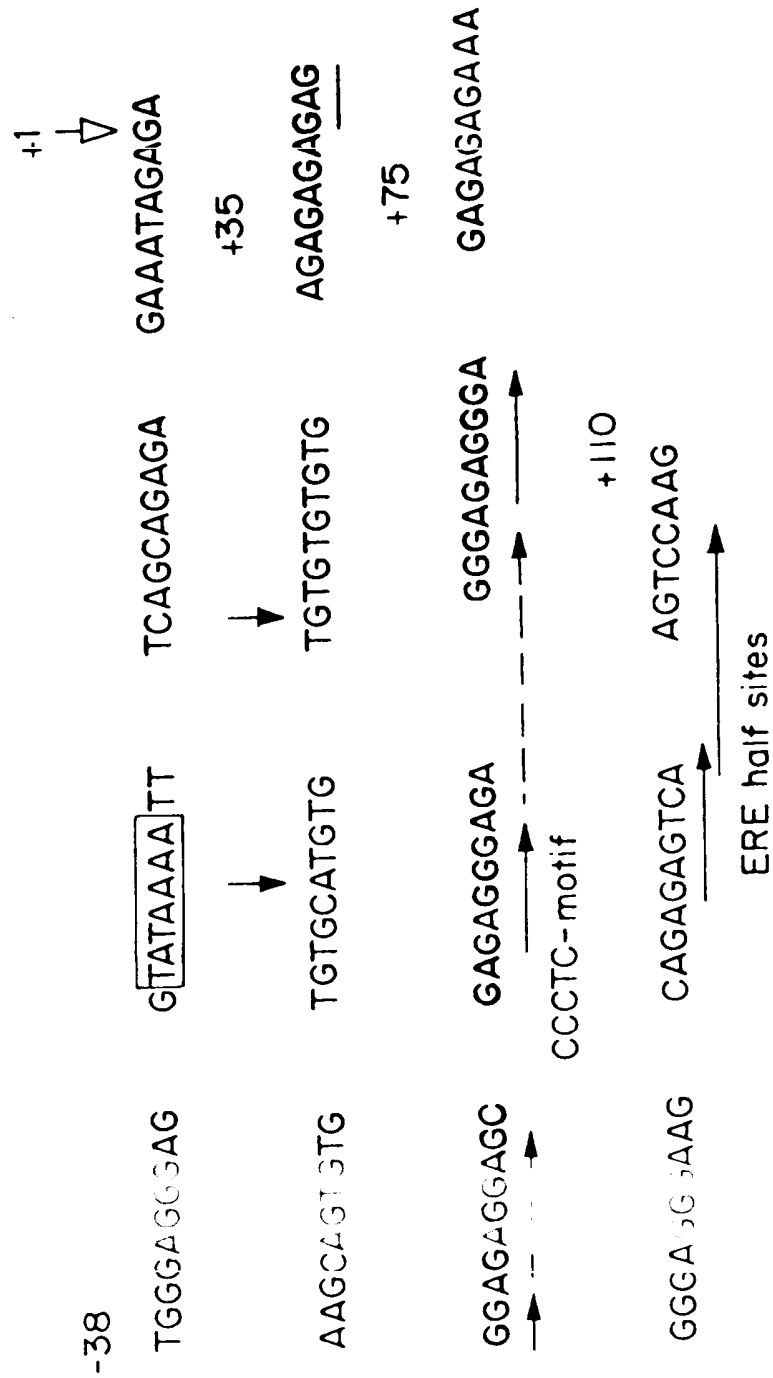 -38 +1
TGGGAGGGAG GTATAAAATT TCAGCAGAGA GAAATAGAGA
+35
AAGCAGTGTG TGTGCATGTG TGTGTGTGTG AGAGAGAGAG
+75
GGAGAGGAGC GAGAGGGAGA GGGAGAGGGA GAGAGAGAAA
CCCTC-motif
+110
GGGAGGGAAG CAGAGAGTCA AGTCCAAG
ERE half sites